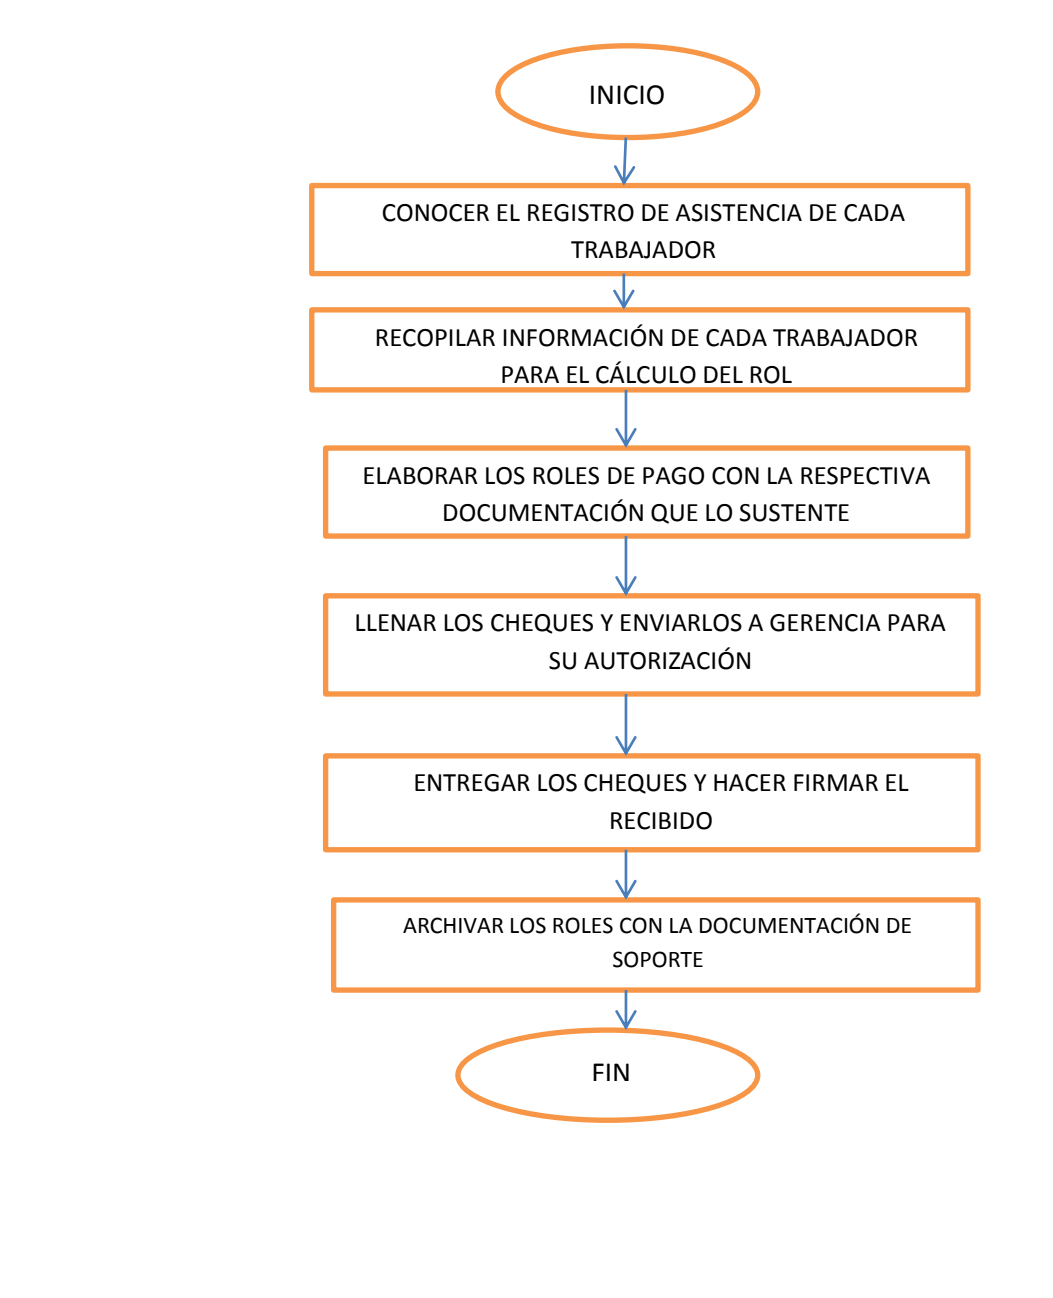 INICIO
CONOCER EL REGISTRO DE ASISTENCIA DE CADA
TRABAJADOR
RECOPILAR INFORMACIÓN DE CADA TRABAJADOR
PARA EL CÁLCULO DEL ROL
ELABORAR LOS ROLES DE PAGO CON LA RESPECTIVA
DOCUMENTACIÓN QUE LO SUSTENTE
LLENAR LOS CHEQUES Y ENVIARLOS A GERENCIA PARA
SU AUTORIZACIÓN
ENTREGAR LOS CHEQUES Y HACER FIRMAR EL
RECIBIDO
ARCHIVAR LOS ROLES CON LA DOCUMENTACIÓN DE
SOPORTE
FIN